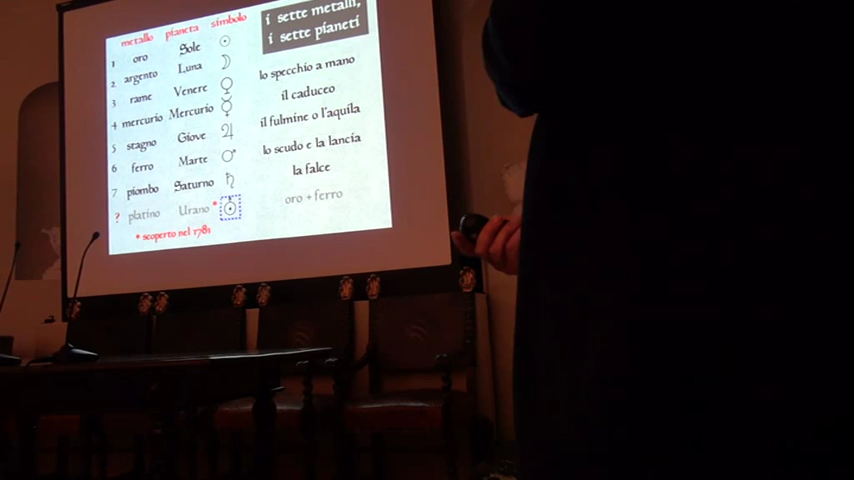 i sette metalli,
i sette pianeti
metallo pianeta simbolo
1 oro Sole ☉
2 argento Luna ☽
3 rame Venere ♀
4 mercurio Mercurio ☿
5 stagno Giove ♃
6 ferro Marte ♂
7 piombo Saturno ♄
? platino Urano * ⛢
* scoperto nel 1781
lo specchio a mano
il caduceo
il fulmine o l'aquila
lo scudo e la lancia
la falce
oro + ferro